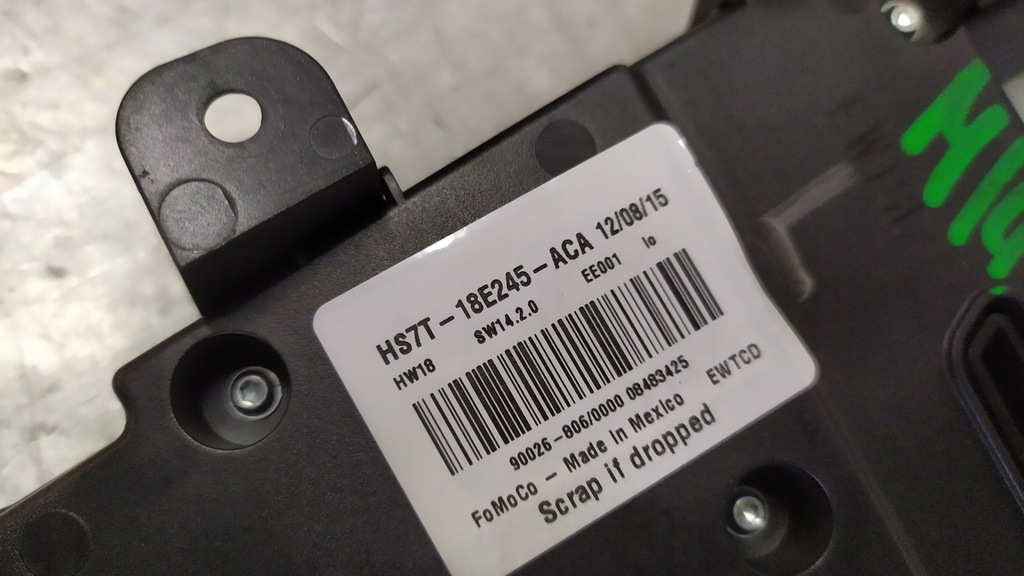 HS7T-18E245-ACA 12/08/15
HW18 SW14.2.0 EE001 lo
90026-806/0000 08483425
EWTCD
FoMoCo - Made in Mexico
Scrap if dropped